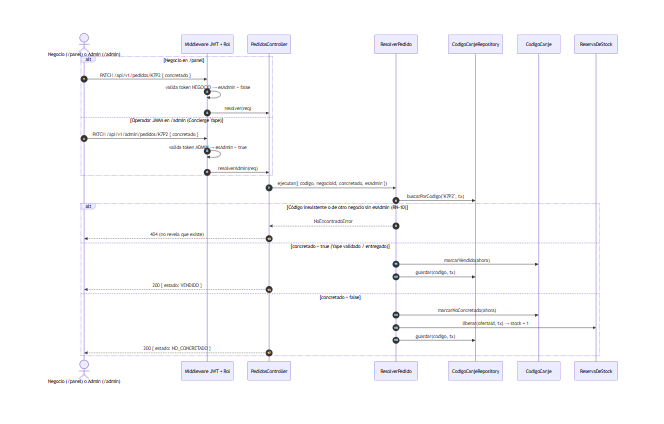 Negocio (/panel) o Admin (/admin)
Middleware JWT + Rol
PedidosController
ResolverPedido
CodigoCanjeRepository
CodigoCanje
ReservaDeStock
alt
[Negocio en /panel]
PATCH /api/v1/pedidos/K7P2 { concretado }
valida token NEGOCIO → esAdmin = false
resolver(req)
[Operador JAMA en /admin (Concierge Yape)]
PATCH /api/v1/admin/pedidos/K7P2 { concretado }
valida token ADMIN → esAdmin = true
resolverAdmin(req)
ejecutar({ codigo, negocioId, concretado, esAdmin })
buscarPorCodigo('K7P2', tx)
alt
[Código inexistente o de otro negocio sin esAdmin (RN-10)]
NoEncontradoError
404 (no revela que existe)
[concretado = true (Yape validado / entregado)]
marcarVendido(ahora)
guardar(codigo, tx)
200 { estado: VENDIDO }
[concretado = false]
marcarNoConcretado(ahora)
liberar(ofertaId, tx) → stock + 1
guardar(codigo, tx)
200 { estado: NO_CONCRETADO }
Negocio (/panel) o Admin (/admin)
Middleware JWT + Rol
PedidosController
ResolverPedido
CodigoCanjeRepository
CodigoCanje
ReservaDeStock